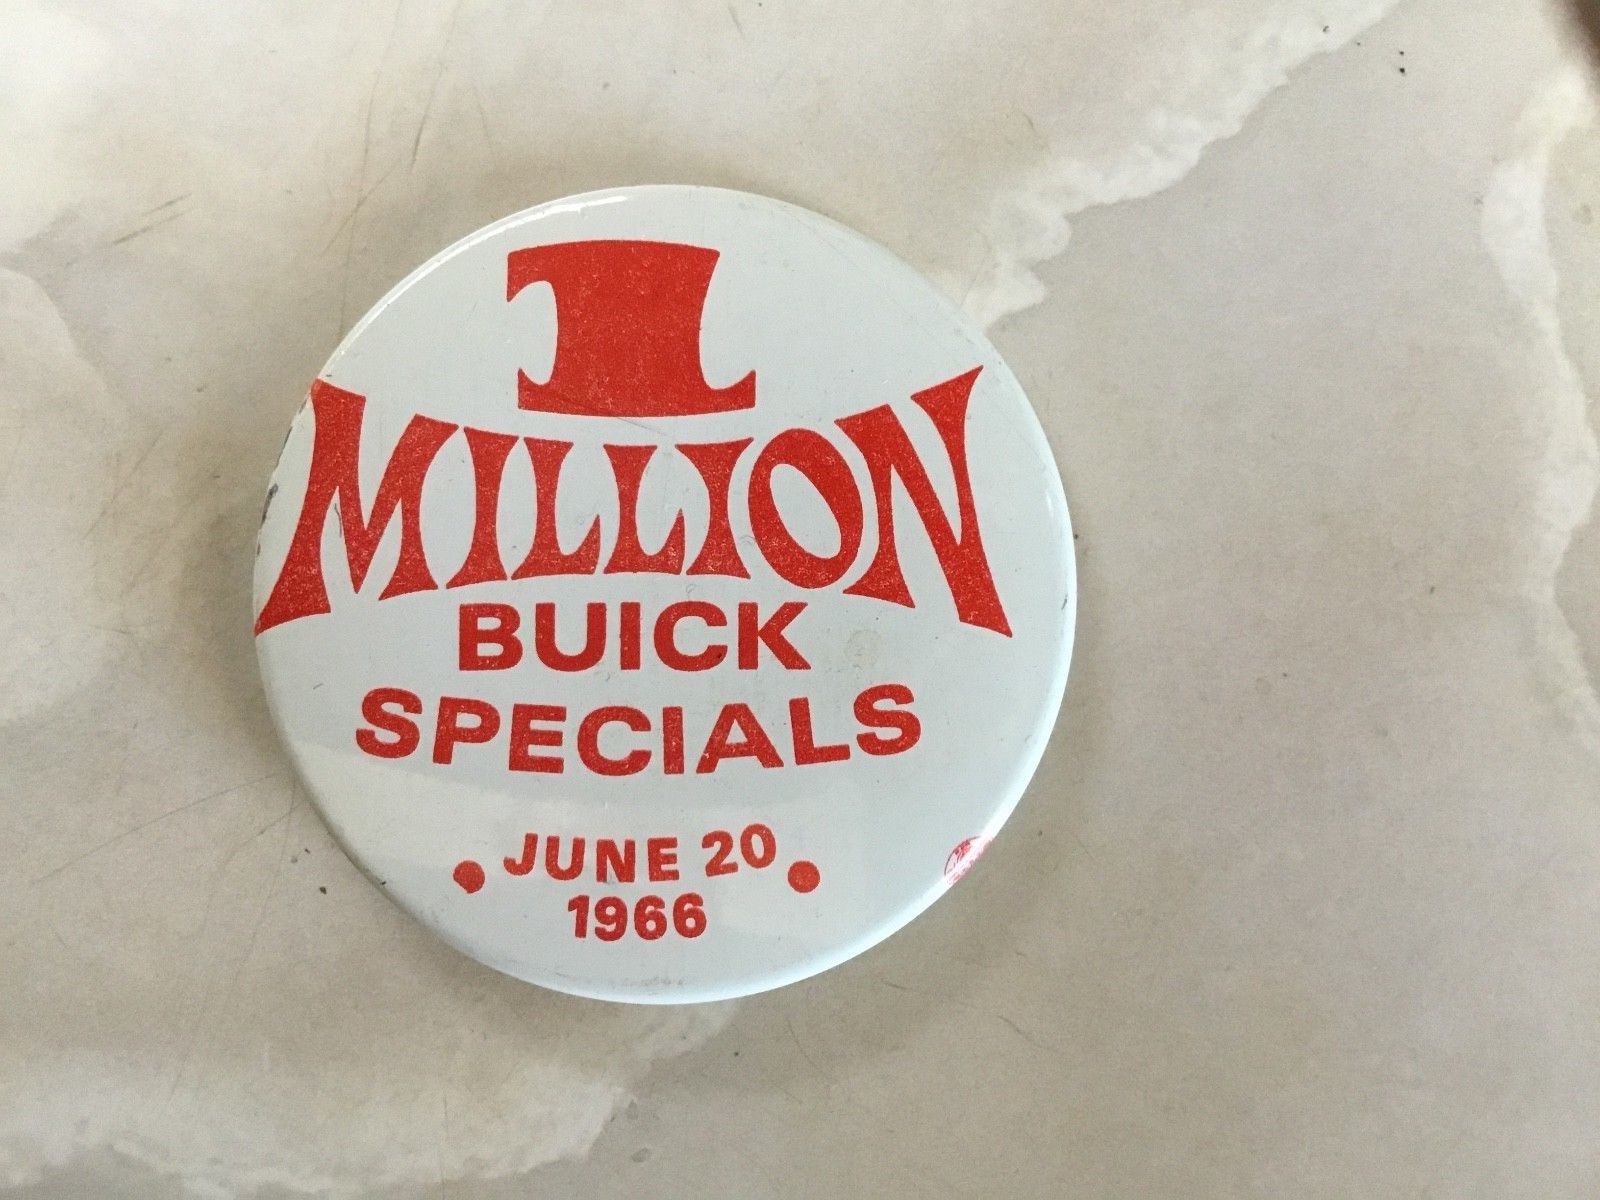 1
MILLION
BUICK
SPECIALS
• JUNE 20 •
1966